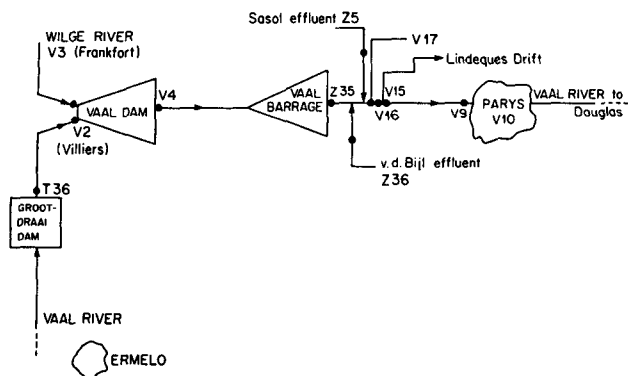 Sasol effluent Z5
WILGE RIVER
V3 (Frankfort)
V17
Lindeques Drift
V4
VAAL DAM
VAAL
BARRAGE
Z35
V15
V16
V9
PARYS
V10
VAAL RIVER to
Dauglas
V2
(Villiers)
v.d. Bijl effluent
Z36
T36
GROOT-
DRAAI
DAM
VAAL RIVER
ERMELO